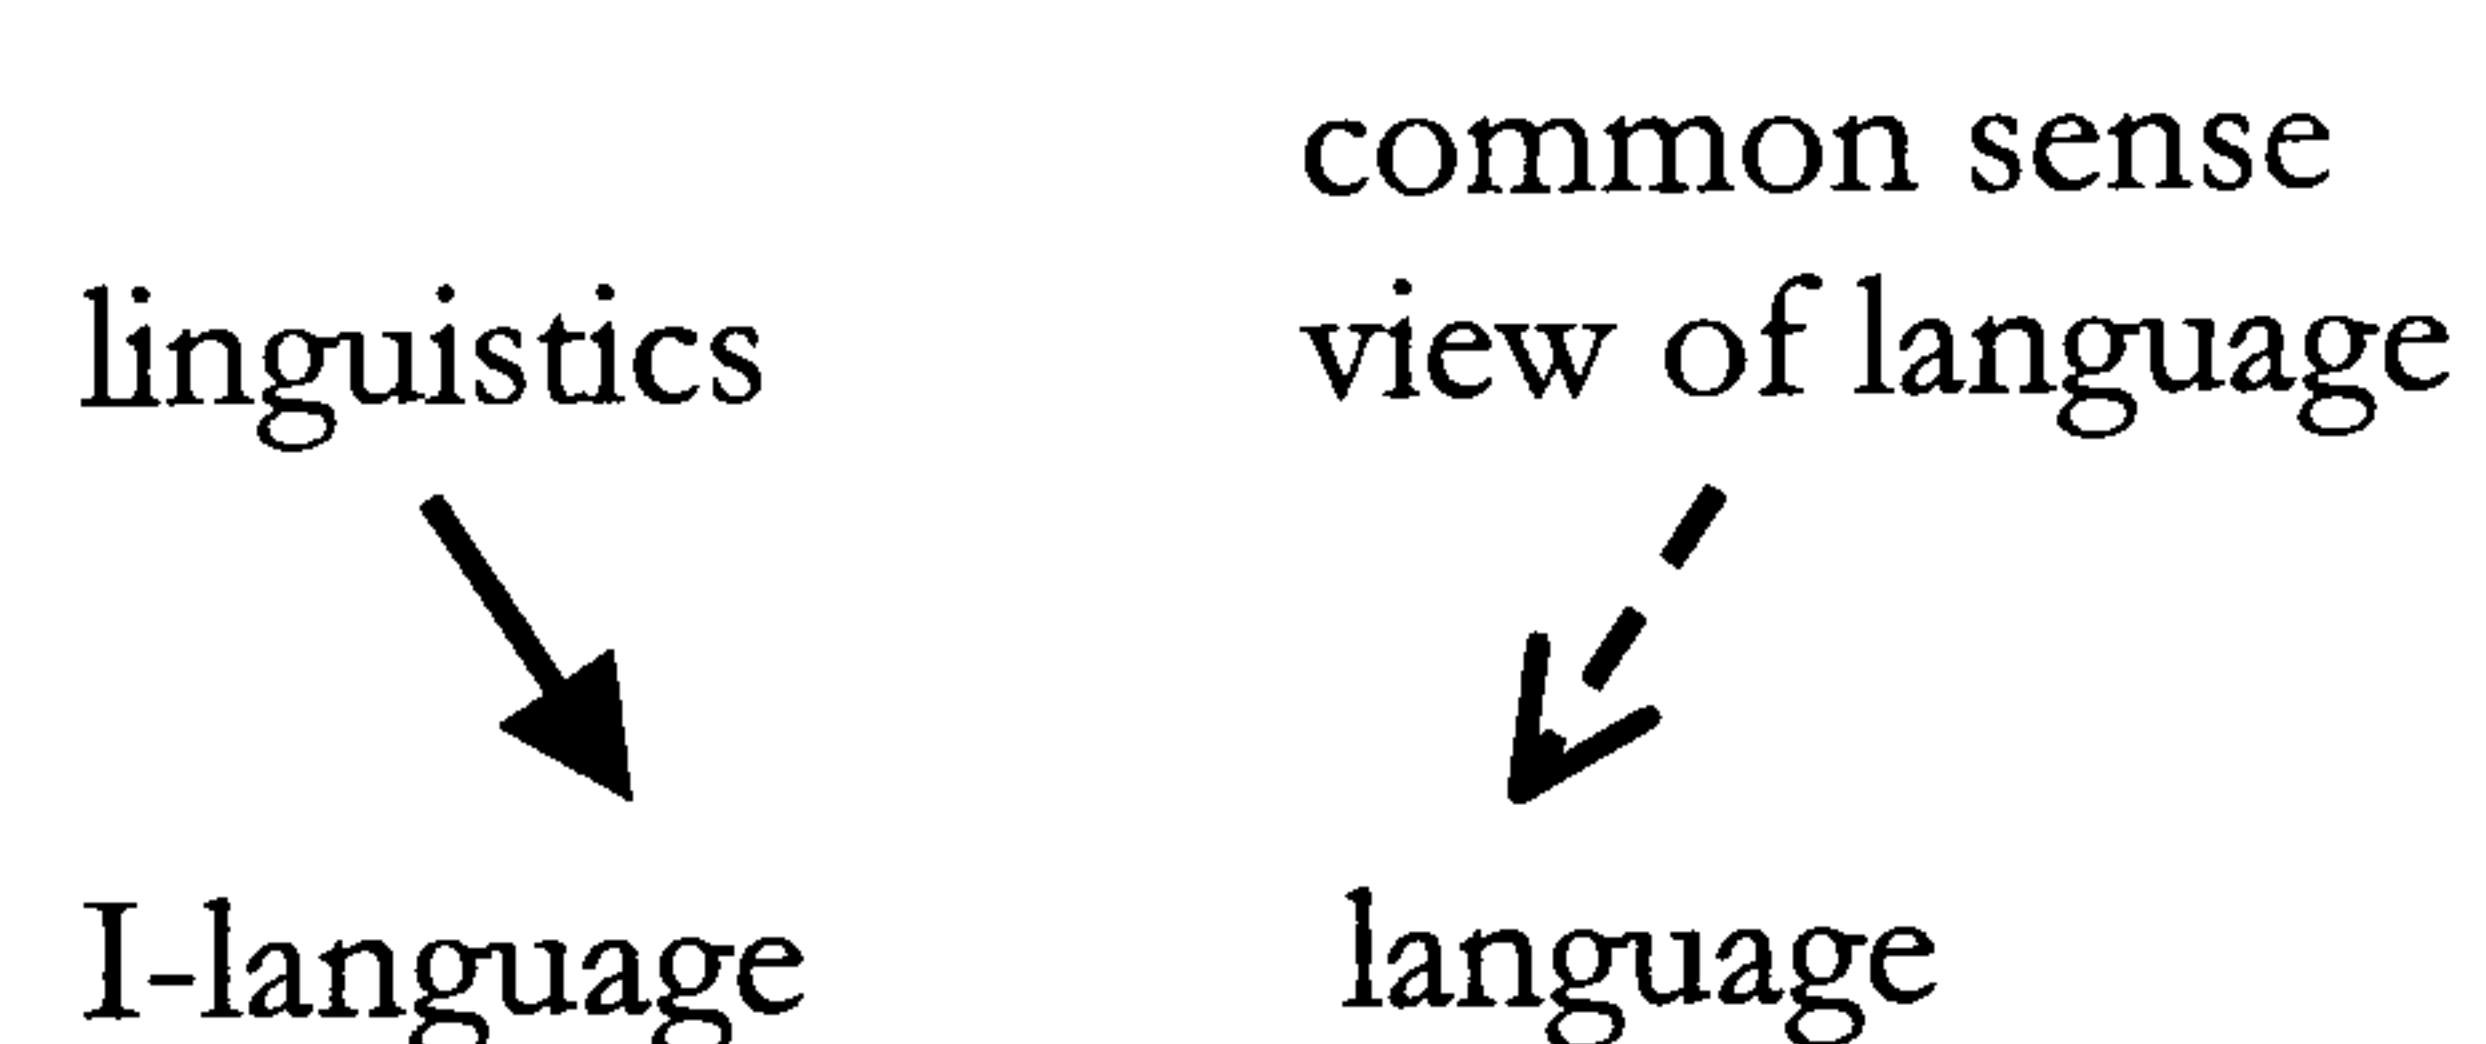 common sense
linguistics
view of language
I-language
language